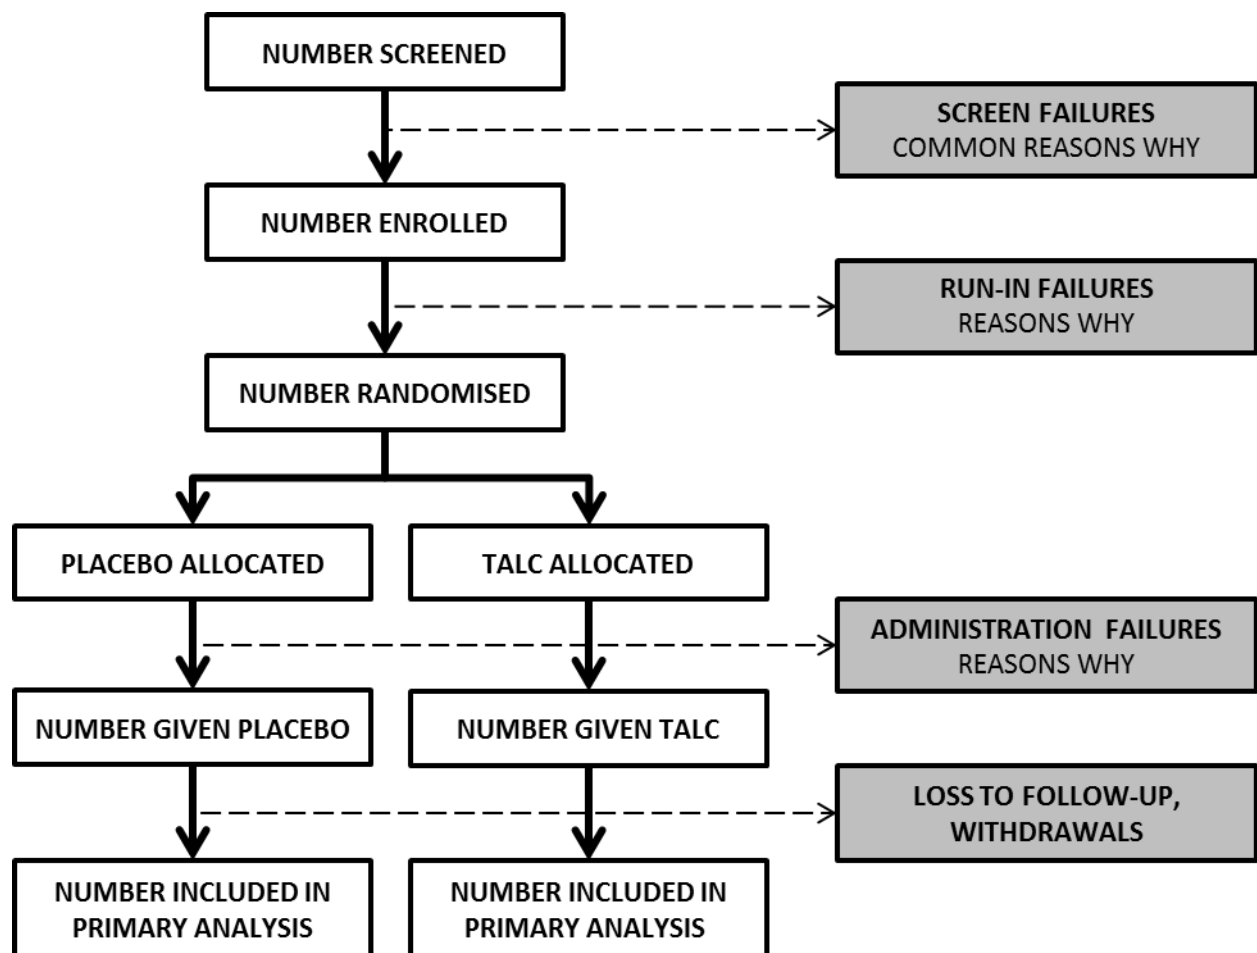 NUMBER SCREENED
SCREEN FAILURES
COMMON REASONS WHY
NUMBER ENROLLED
RUN-IN FAILURES
REASONS WHY
NUMBER RANDOMISED
PLACEBO ALLOCATED
TALC ALLOCATED
ADMINISTRATION FAILURES
REASONS WHY
NUMBER GIVEN PLACEBO
NUMBER GIVEN TALC
LOSS TO FOLLOW-UP,
WITHDRAWALS
NUMBER INCLUDED IN
PRIMARY ANALYSIS
NUMBER INCLUDED IN
PRIMARY ANALYSIS